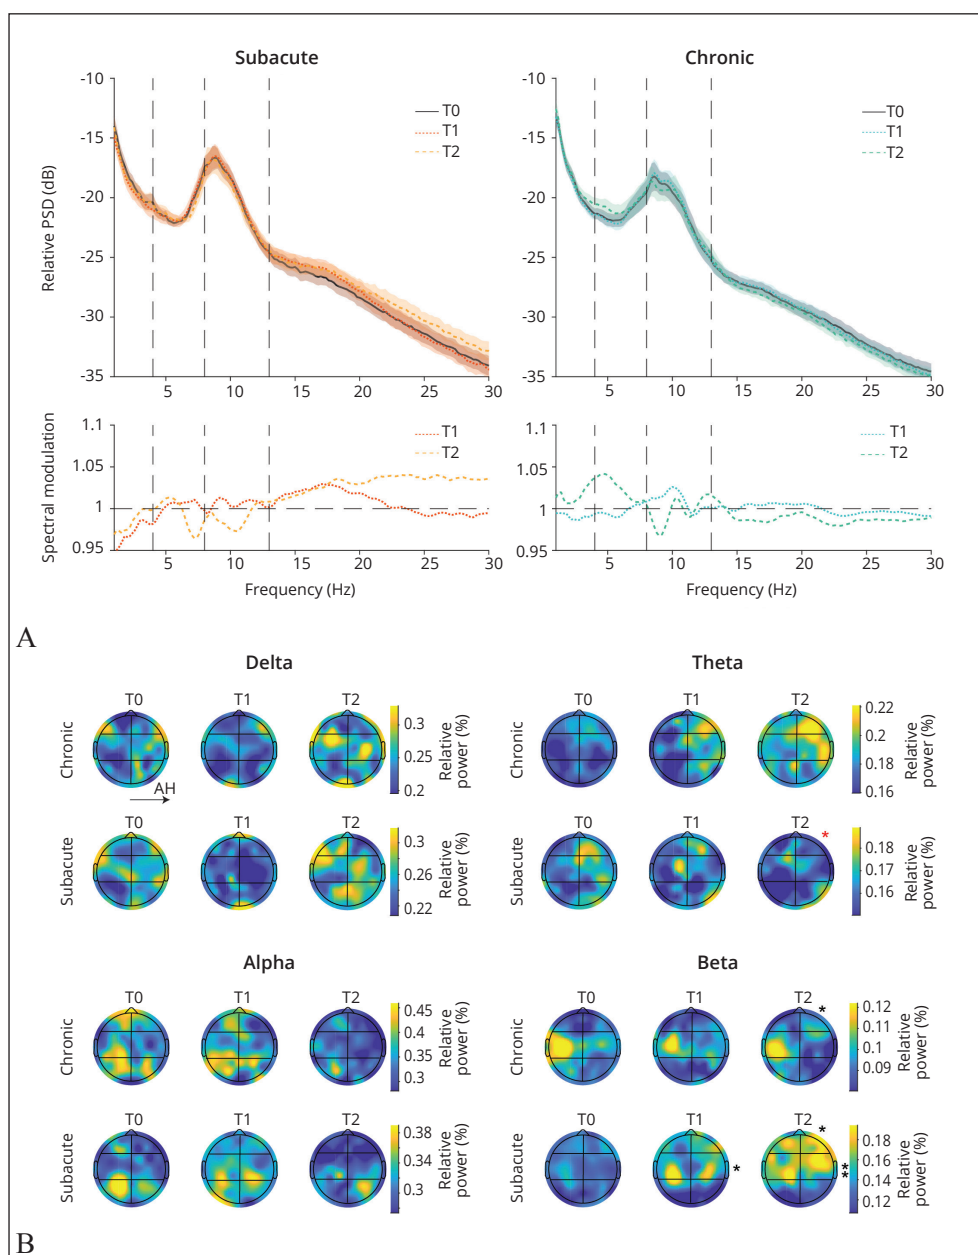 Subacute
Chronic
-10
-15
-20
-25
-30
-35
Relative PSD (dB)
T0
T1
T2
5
10
15
20
25
30
-10
-15
-20
-25
-30
-35
T0
T1
T2
5
10
15
20
25
30
Spectral modulation
1.1
1.05
1
0.95
T1
T2
5
10
15
20
25
30
Frequency (Hz)
1.1
1.05
1
0.95
T1
T2
5
10
15
20
25
30
Frequency (Hz)
A
Delta
T0
T1
T2
Chronic
0.3
0.25
0.2
Relative
power (%)
AH
Subacute
T0
T1
T2
0.3
0.26
0.22
Relative
power (%)
Theta
T0
T1
T2
Chronic
0.22
0.2
0.18
0.16
Relative
power (%)
Subacute
T0
T1
T2
*
0.18
0.17
0.16
Relative
power (%)
Alpha
T0
T1
T2
Chronic
0.45
0.4
0.35
0.3
Relative
power (%)
Subacute
T0
T1
T2
0.38
0.34
0.3
Relative
power (%)
Beta
T0
T1
T2
*
Chronic
0.12
0.11
0.1
0.09
Relative
power (%)
Subacute
T0
T1
*
T2
*
**
0.18
0.16
0.14
0.12
Relative
power (%)
B